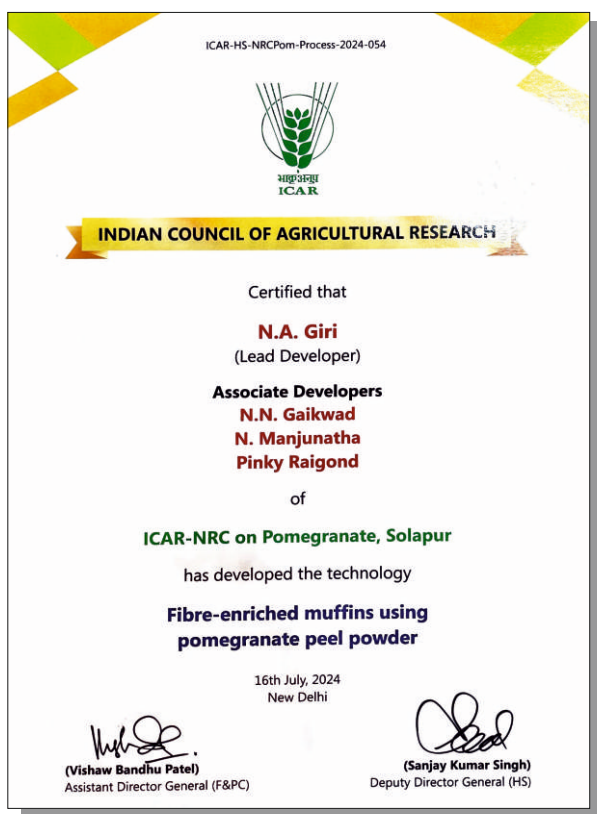 ICAR-HS-NRCPom-Process-2024-054
भाकृअनुप
ICAR
INDIAN COUNCIL OF AGRICULTURAL RESEARCH
Certified that
N.A. Giri
(Lead Developer)
Associate Developers
N.N. Gaikwad
N. Manjunatha
Pinky Raigond
of
ICAR-NRC on Pomegranate, Solapur
has developed the technology
Fibre-enriched muffins using
pomegranate peel powder
16th July, 2024
New Delhi
(Vishaw Bandhu Patel)
Assistant Director General (F&PC)
(Sanjay Kumar Singh)
Deputy Director General (HS)